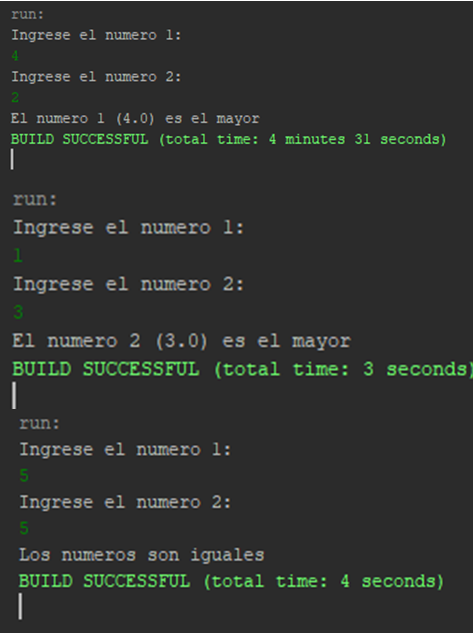 run:
Ingrese el numero 1:
4
Ingrese el numero 2:
2
El numero 1 (4.0) es el mayor
BUILD SUCCESSFUL (total time: 4 minutes 31 seconds)
run:
Ingrese el numero 1:
1
Ingrese el numero 2:
3
El numero 2 (3.0) es el mayor
BUILD SUCCESSFUL (total time: 3 seconds)
run:
Ingrese el numero 1:
5
Ingrese el numero 2:
5
Los numeros son iguales
BUILD SUCCESSFUL (total time: 4 seconds)